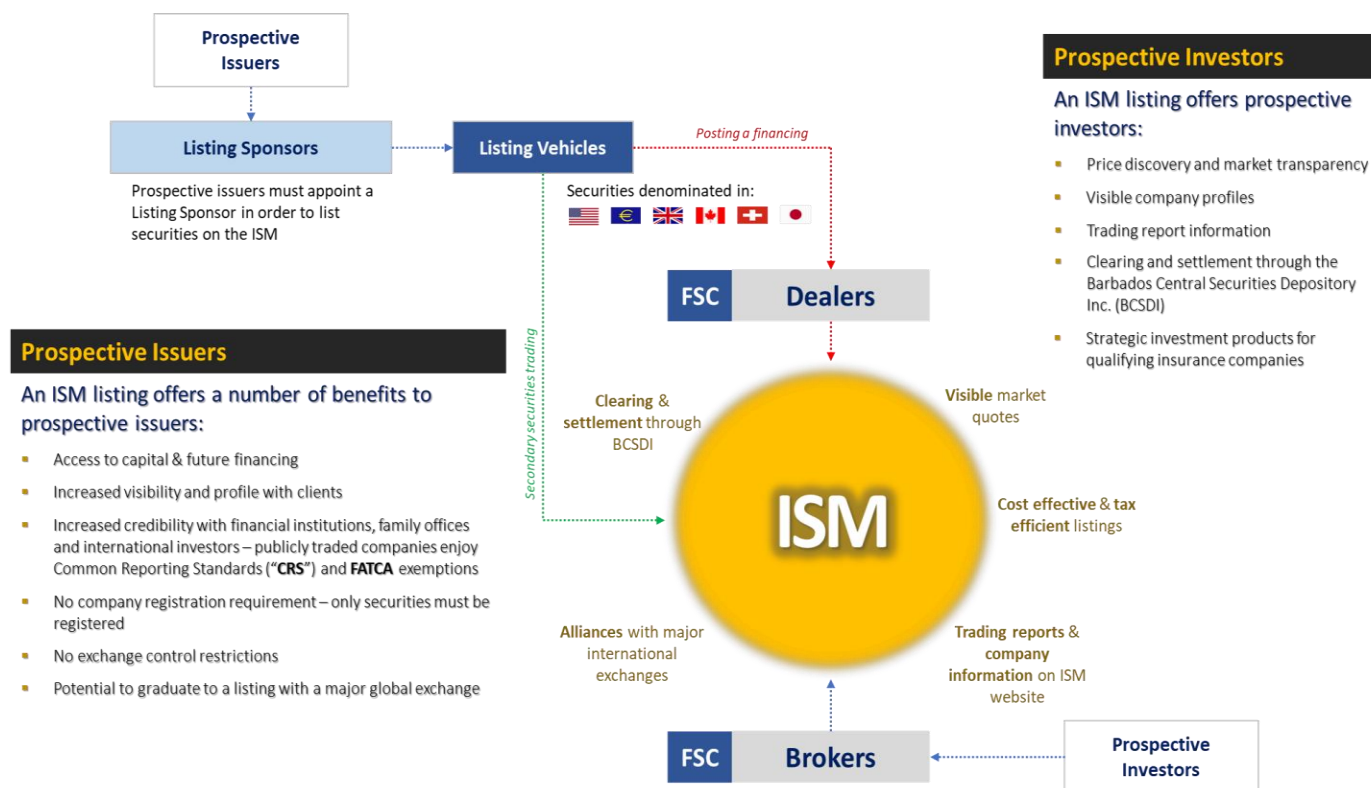 Prospective
Issuers
Listing Sponsors
Prospective issuers must appoint a
Listing Sponsor in order to list
securities on the ISM
Listing Vehicles
Posting a financing
Securities denominated in:
€
Secondary securities trading
FSC
Dealers
Prospective Investors
An ISM listing offers prospective
investors:
▪ Price discovery and market transparency
▪ Visible company profiles
▪ Trading report information
▪ Clearing and settlement through the
Barbados Central Securities Depository
Inc. (BCSDI)
▪ Strategic investment products for
qualifying insurance companies
Prospective Issuers
An ISM listing offers a number of benefits to
prospective issuers:
▪ Access to capital & future financing
▪ Increased visibility and profile with clients
▪ Increased credibility with financial institutions, family offices
and international investors – publicly traded companies enjoy
Common Reporting Standards (“CRS”) and FATCA exemptions
▪ No company registration requirement – only securities must be
registered
▪ No exchange control restrictions
▪ Potential to graduate to a listing with a major global exchange
Clearing &
settlement through
BCSDI
Visible market
quotes
ISM
Cost effective & tax
efficient listings
Alliances with major
international
exchanges
Trading reports &
company
information on ISM
website
FSC
Brokers
Prospective
Investors